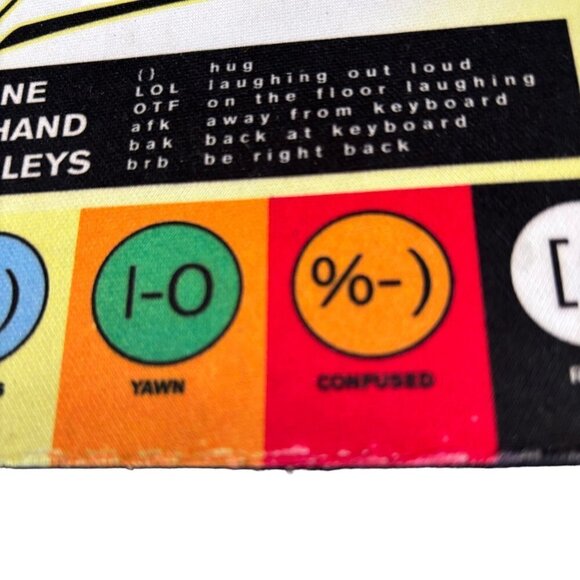 NE
HAND
LEYS
() hug
LOL laughing out loud
OTF on the floor laughing
afk away from keyboard
bak back at keyboard
brb be right back
)
|-O
%-)
[
S
YAWN
CONFUSED
R